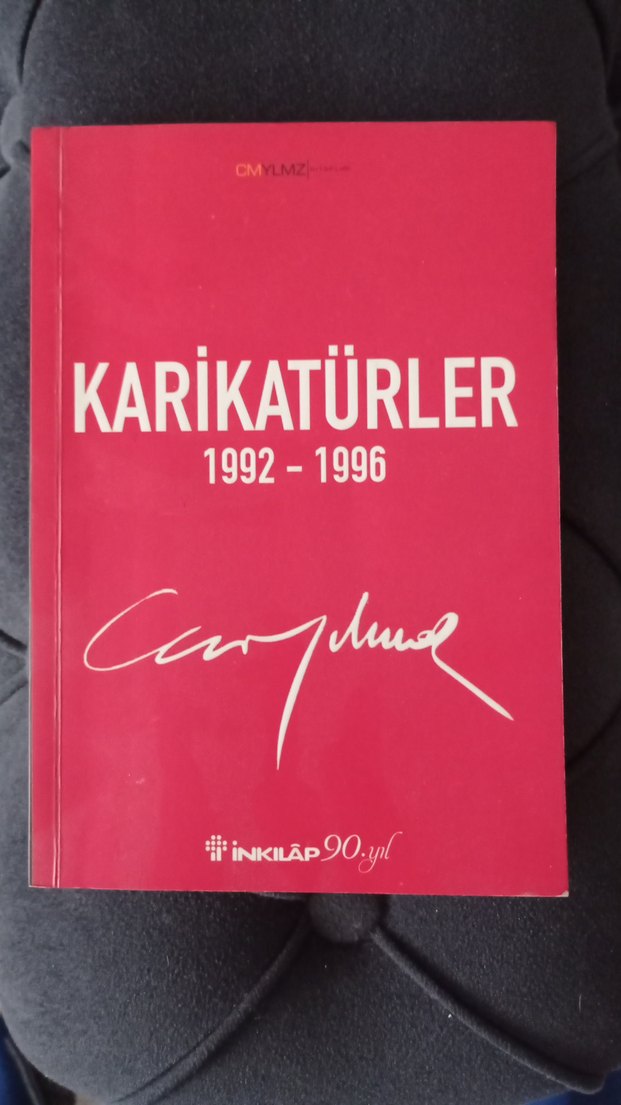 CMYLMZ
KARİKATÜRLER
1992 - 1996
İNKILÂP 90.yıl